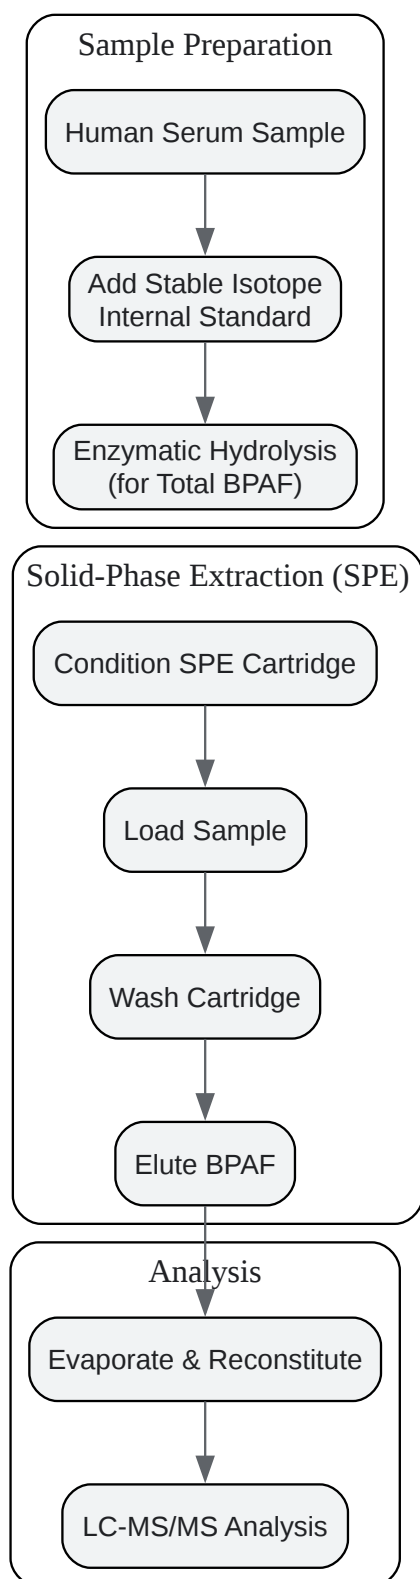 Sample Preparation
Human Serum Sample
Add Stable Isotope
Internal Standard
Enzymatic Hydrolysis
(for Total BPAF)
Solid-Phase Extraction (SPE)
Condition SPE Cartridge
Load Sample
Wash Cartridge
Elute BPAF
Analysis
Evaporate & Reconstitute
LC-MS/MS Analysis